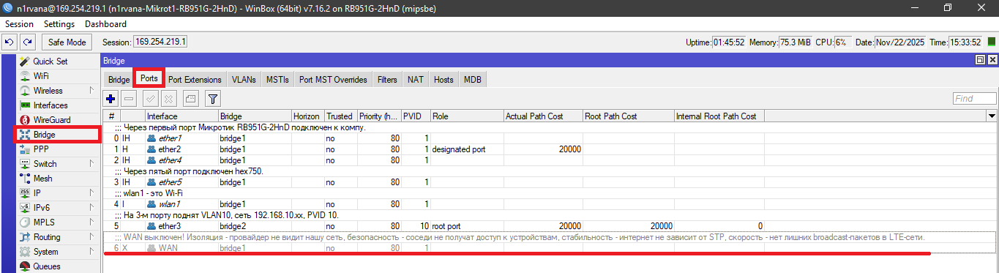 n1rvana@169.254.219.1 (n1rvana-Mikrot1-RB951G-2HnD) - WinBox (64bit) v7.16.2 on RB951G-2HnD (mipsbe)
Session Settings Dashboard
Safe Mode Session: 169.254.219.1 Uptime: 01:45:52 Memory: 75.3 MiB CPU: 6% Date: Nov/22/2025 Time: 15:33:52
Quick Set
WiFi
Wireless
Interfaces
WireGuard
Bridge
PPP
Switch
Mesh
IP
IPv6
MPLS
Routing
System
Queues
Bridge
Bridge Ports Port Extensions VLANs MSTIs Port MST Overrides Filters NAT Hosts MDB
Find
# Interface Bridge Horizon Trusted Priority (h... PVID Role Actual Path Cost Root Path Cost Internal Root Path Cost
;;; Через первый порт Микротик RB951G-2HnD подключен к компу.
0 IH ether1 bridge1 no 80 1
1 H ether2 bridge1 no 80 1 designated port 20000
2 IH ether4 bridge1 no 80 1
;;; Через пятый порт подключен hex750.
3 IH ether5 bridge1 no 80 1
;;; wlan1 - это Wi-Fi
4 I wlan1 bridge1 no 80 1
;;; На 3-м порту поднят VLAN10, сеть 192.168.10.xx, PVID 10.
5 ether3 bridge2 no 80 10 root port 20000 20000 0
;;; WAN выключен! Изоляция - провайдер не видит нашу сеть, безопасность - соседи не получат доступ к устройствам, стабильность - интернет не зависит от STP, скорость - нет лишних broadcast-пакетов в LTE-сети.
6 X WAN bridge1 no 80 1